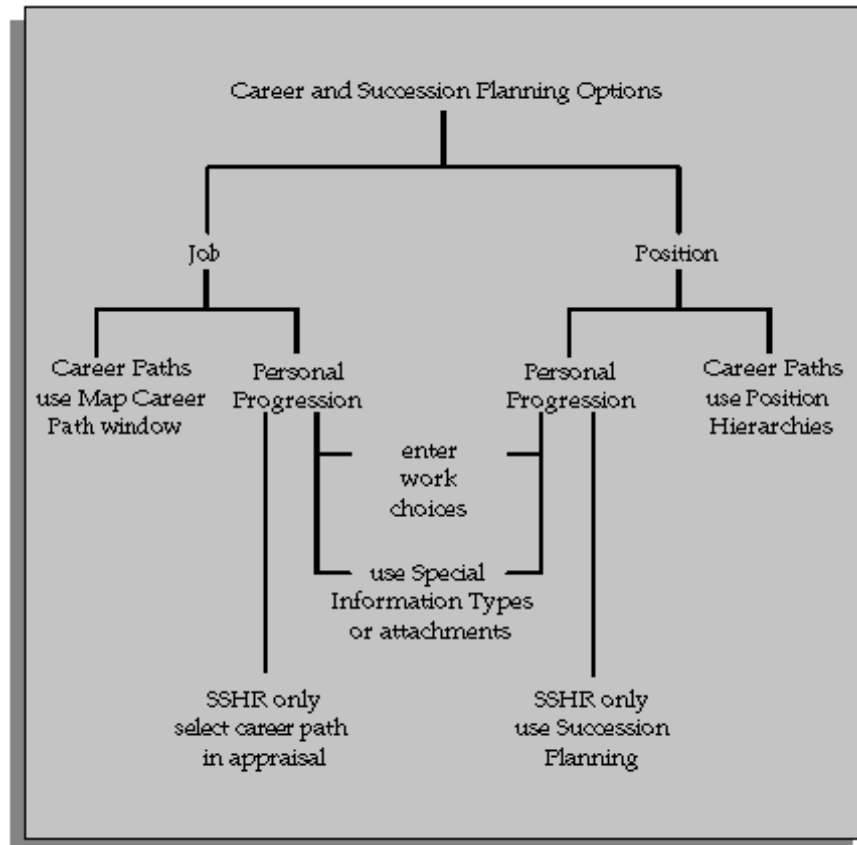 Career and Succession Planning Options
Job
Position
Career Paths
use Map Career
Path window
Personal
Progression
Personal
Progression
Career Paths
use Position
Hierarchies
enter
work
choices
use Special
Information Types
or attachments
SSHR only
select career path
in appraisal
SSHR only
use Succession
Planning